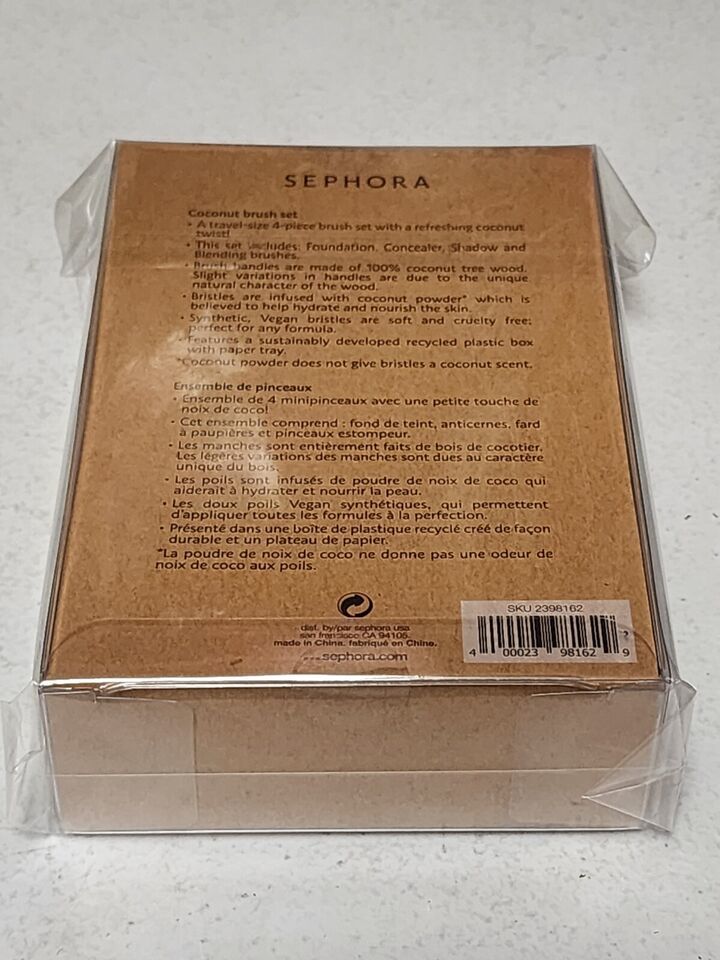 SEPHORA
Coconut brush set
• A travel-size 4-piece brush set with a refreshing coconut
twist!
• This set includes: Foundation, Concealer, Shadow and
Blending brushes.
• Brush handles are made of 100% coconut tree wood.
Slight variations in handles are due to the unique
natural character of the wood.
• Bristles are infused with coconut powder* which is
believed to help hydrate and nourish the skin.
• Synthetic, Vegan bristles are soft and cruelty free;
perfect for any formula.
• Features a sustainably developed recycled plastic box
with paper tray.
*Coconut powder does not give bristles a coconut scent.
Ensemble de pinceaux
• Ensemble de 4 minipinceaux avec une petite touche de
noix de coco!
• Cet ensemble comprend : fond de teint, anticernes, fard
à paupières et pinceaux estompeur.
• Les manches sont entièrement faits de bois de cocotier.
Les légères variations des manches sont dues au caractère
unique du bois.
• Les poils sont infusés de poudre de noix de coco qui
aiderait à hydrater et nourrir la peau.
• Les doux poils Vegan synthétiques, qui permettent
d'appliquer toutes les formules à la perfection.
• Présenté dans une boîte de plastique recyclé créé de façon
durable et un plateau de papier.
*La poudre de noix de coco ne donne pas une odeur de
noix de coco aux poils.
dist. by/par sephora usa
san francisco CA 94105.
made in China. fabriqué en Chine.
sephora.com
SKU 2398162
4 00023 98162 9